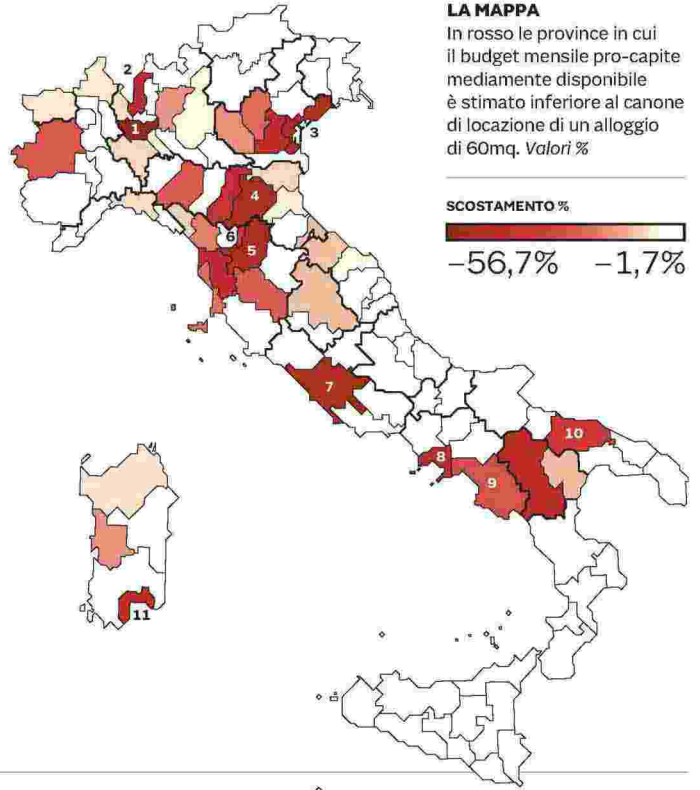 LA MAPPA
In rosso le province in cui
il budget mensile pro-capite
mediamente disponibile
è stimato inferiore al canone
di locazione di un alloggio
di 60mq. Valori %
SCOSTAMENTO %
−56,7% −1,7%
2
1
3
4
6
5
7
10
8
9
11